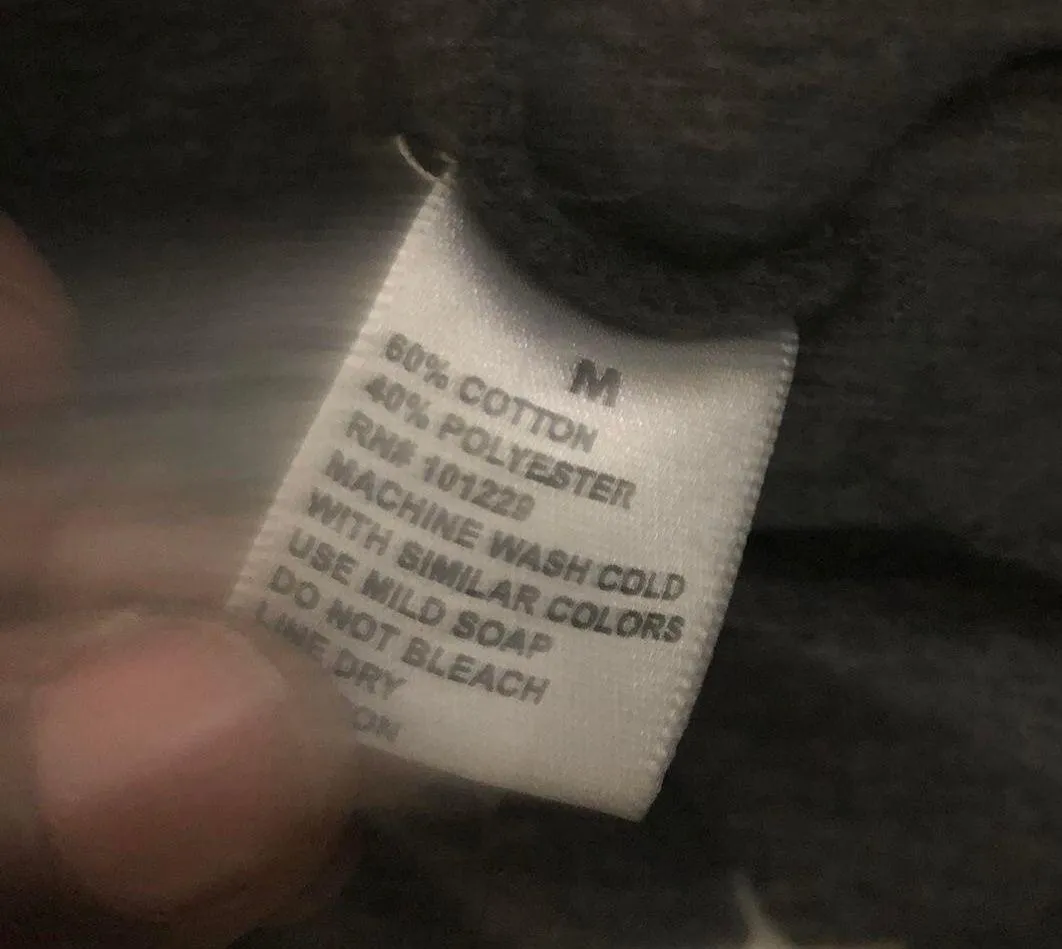 M
60% COTTON
40% POLYESTER
RN# 101229
MACHINE WASH COLD
WITH SIMILAR COLORS
USE MILD SOAP
DO NOT BLEACH
LINE DRY